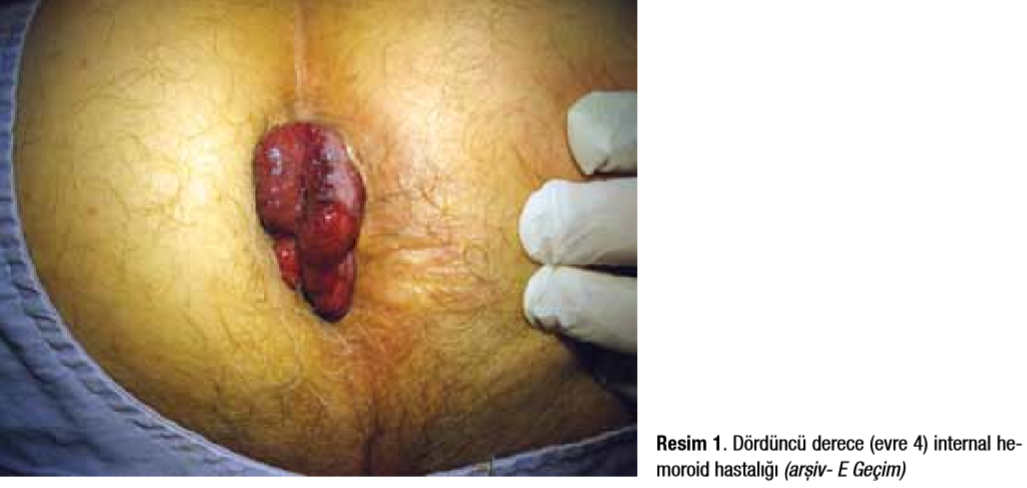 Resim 1. Dördüncü derece (evre 4) internal he-
moroid hastalığı (arşiv- E Geçim)